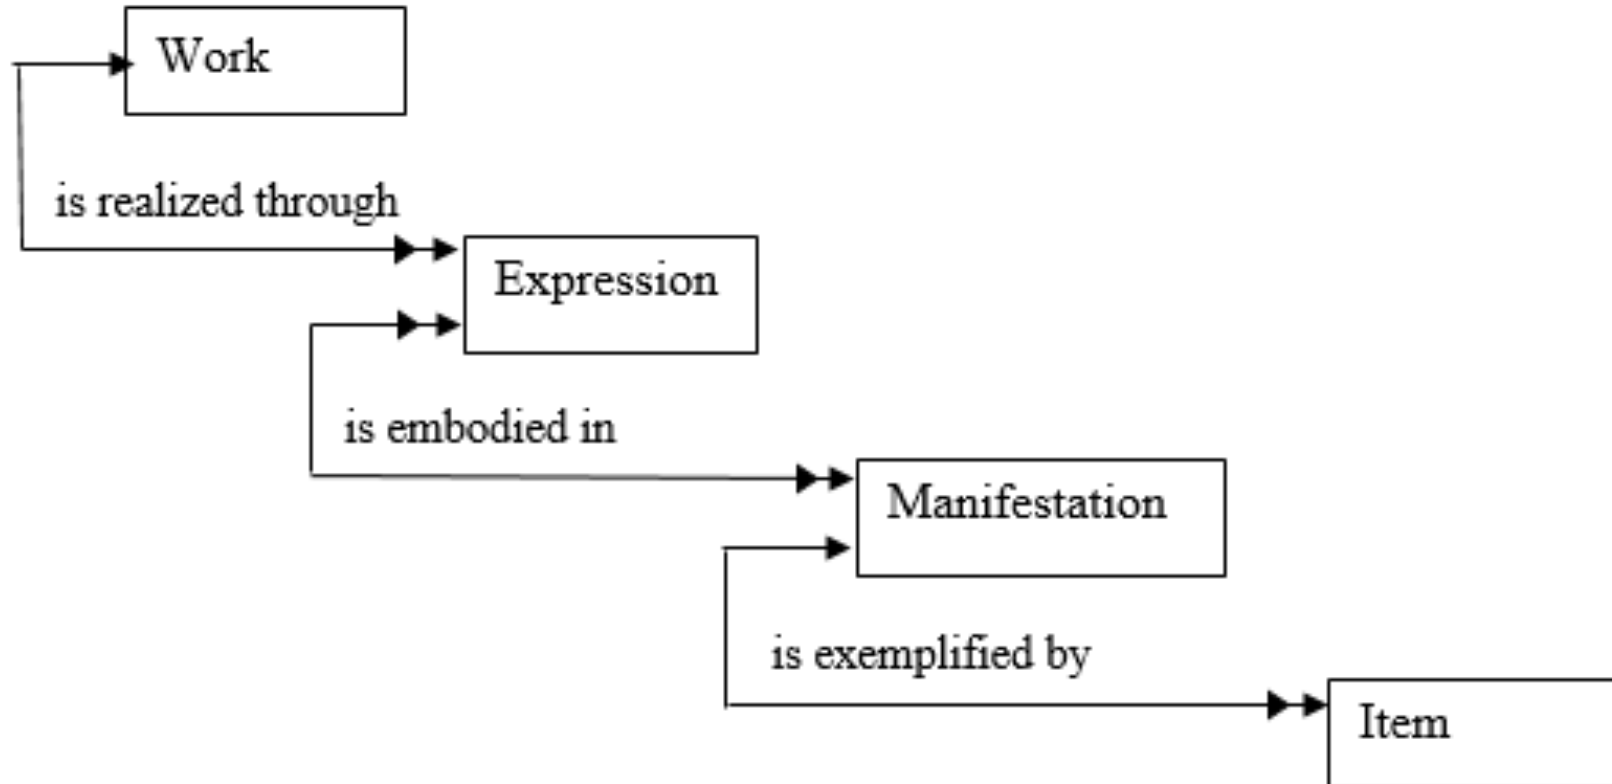 Work
is realized through
Expression
is embodied in
Manifestation
is exemplified by
Item